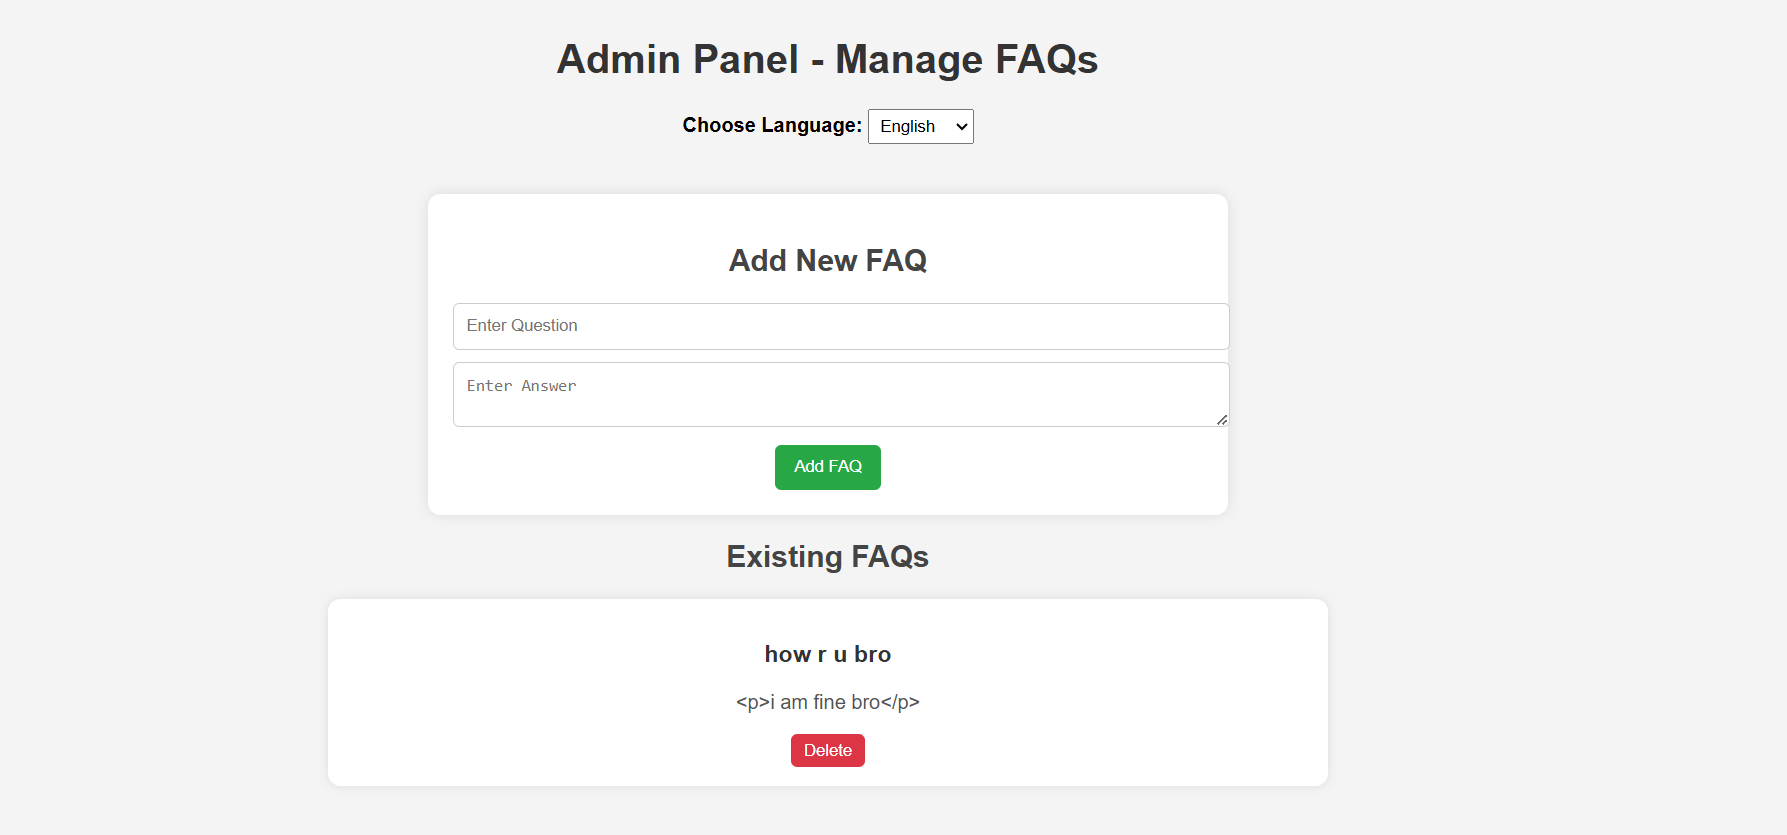 Admin Panel - Manage FAQs
Choose Language: English
Add New FAQ
Enter Question
Enter Answer
Add FAQ
Existing FAQs
how r u bro
<p>i am fine bro</p>
Delete